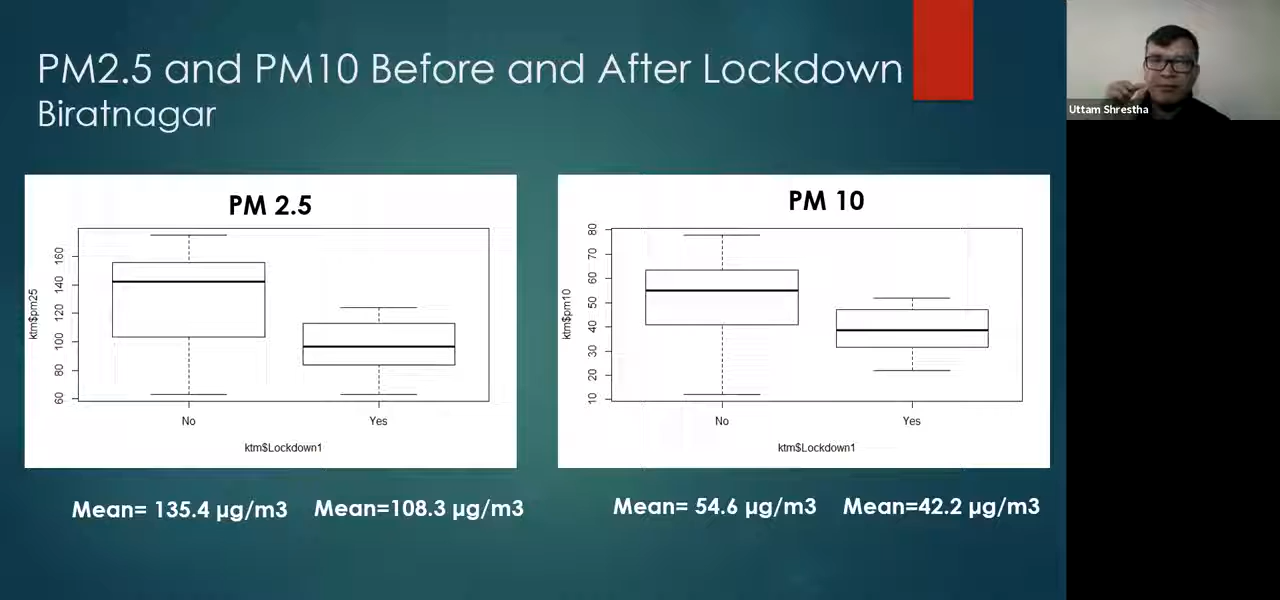 PM2.5 and PM10 Before and After Lockdown
Biratnagar
Uttam Shrestha
PM 2.5
ktm$pm25
160
140
120
100
80
60
No
Yes
ktm$Lockdown1
PM 10
ktm$pm10
80
70
60
50
40
30
20
10
No
Yes
ktm$Lockdown1
Mean= 135.4 µg/m3
Mean=108.3 µg/m3
Mean= 54.6 µg/m3
Mean=42.2 µg/m3